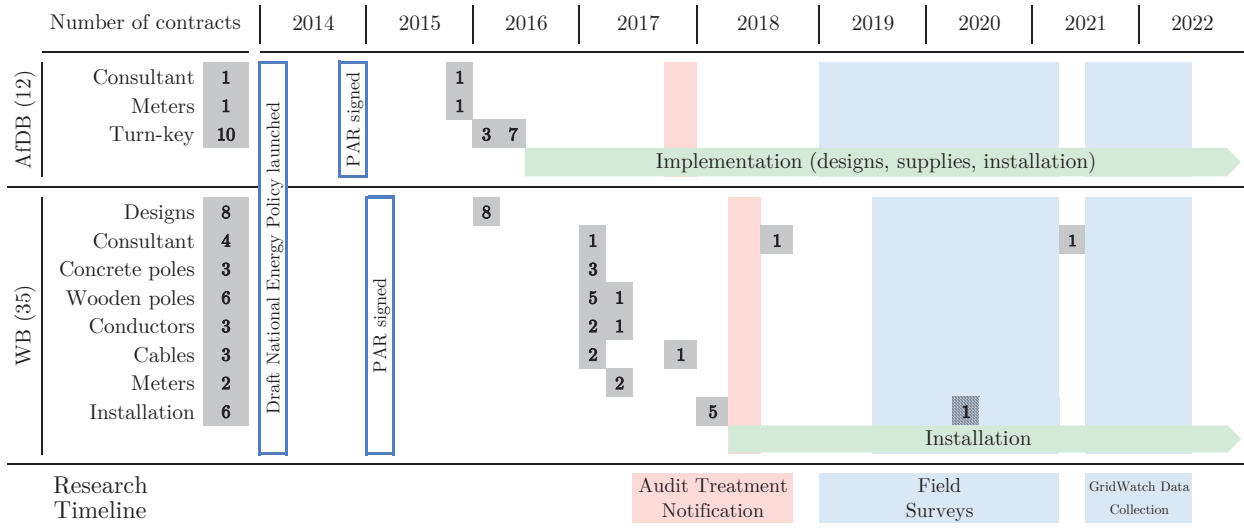 Number of contracts 2014 2015 2016 2017 2018 2019 2020 2021 2022
AfDB (12)
Consultant 1 1
Meters 1 1
Turn-key 10 3 7
Implementation (designs, supplies, installation)
Draft National Energy Policy launched
PAR signed
WB (35)
Designs 8 8
Consultant 4 1 1 1
Concrete poles 3 3
Wooden poles 6 5 1
Conductors 3 2 1
Cables 3 2 1
Meters 2 2
Installation 6 5 1
Installation
PAR signed
Research
Timeline
Audit Treatment
Notification
Field
Surveys
GridWatch Data
Collection